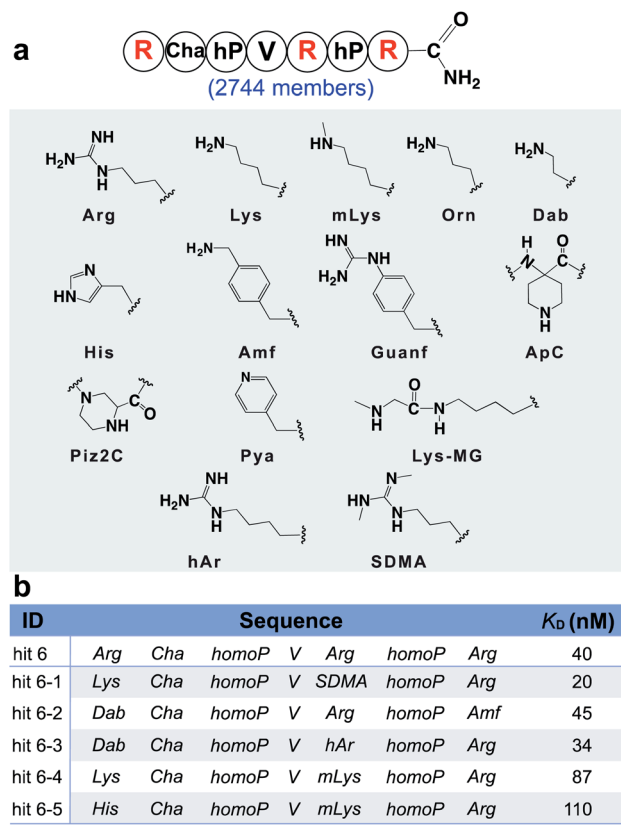 a
R Cha hP V R hP R C O NH2
(2744 members)
NH H2N N H
H2N
HN
H2N
H2N
Arg Lys mLys Orn Dab
N HN
H2N
NH H2N NH
H N O C NH
His Amf Guanf ApC
N C O NH
N
N H O C N H
Piz2C Pya Lys-MG
NH H2N N H
N HN N H
hAr SDMA
b
ID Sequence KD (nM)
hit 6 Arg Cha homoP V Arg homoP Arg 40
hit 6-1 Lys Cha homoP V SDMA homoP Arg 20
hit 6-2 Dab Cha homoP V Arg homoP Amf 45
hit 6-3 Dab Cha homoP V hAr homoP Arg 34
hit 6-4 Lys Cha homoP V mLys homoP Arg 87
hit 6-5 His Cha homoP V mLys homoP Arg 110